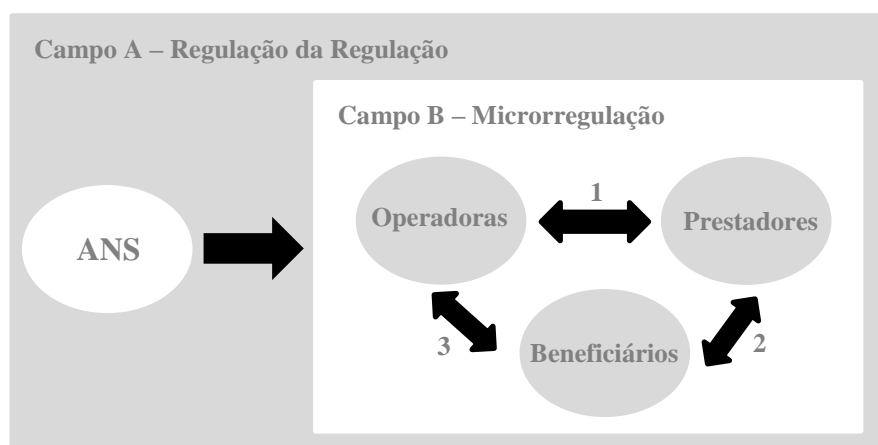 Campo A – Regulação da Regulação
Campo B – Microrregulação
Operadoras
1
Prestadores
ANS
3
Beneficiários
2